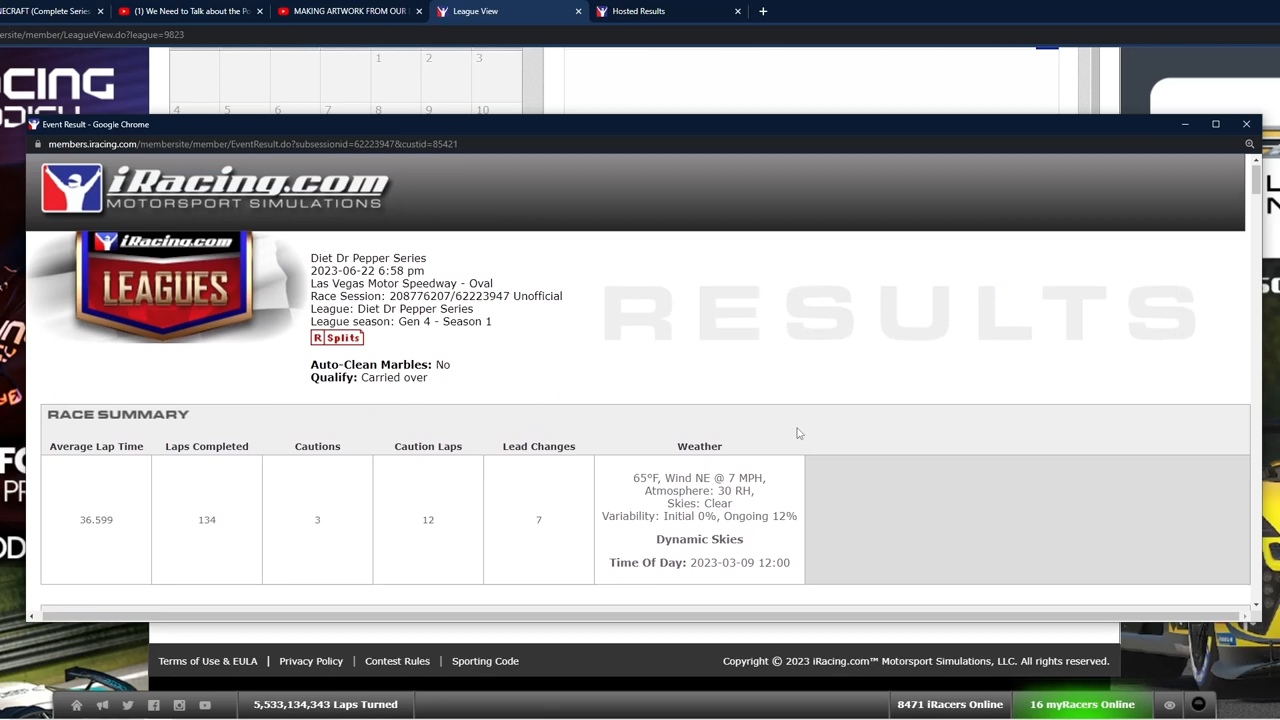 NECRAFT (Complete Series
(1) We Need to Talk about the Po
MAKING ARTWORK FROM OUR
League View
Hosted Results
ersite/member/LeagueView.do?league=9823
1 2 3
4 5 6 7 8 9 10
Event Result - Google Chrome
members.iracing.com/membersite/member/EventResult.do?subsessionid=62223947&custid=85421
iRacing.com
MOTORSPORT SIMULATIONS
iRacing.com
LEAGUES
Diet Dr Pepper Series
2023-06-22 6:58 pm
Las Vegas Motor Speedway - Oval
Race Session: 208776207/62223947 Unofficial
League: Diet Dr Pepper Series
League season: Gen 4 - Season 1
R Splits
Auto-Clean Marbles: No
Qualify: Carried over
RESULTS
RACE SUMMARY
Average Lap Time Laps Completed Cautions Caution Laps Lead Changes Weather
36.599 134 3 12 7
65°F, Wind NE @ 7 MPH,
Atmosphere: 30 RH,
Skies: Clear
Variability: Initial 0%, Ongoing 12%
Dynamic Skies
Time Of Day: 2023-03-09 12:00
Terms of Use & EULA | Privacy Policy | Contest Rules | Sporting Code
Copyright © 2023 iRacing.com™ Motorsport Simulations, LLC. All rights reserved.
5,533,134,343 Laps Turned
8471 iRacers Online
16 myRacers Online